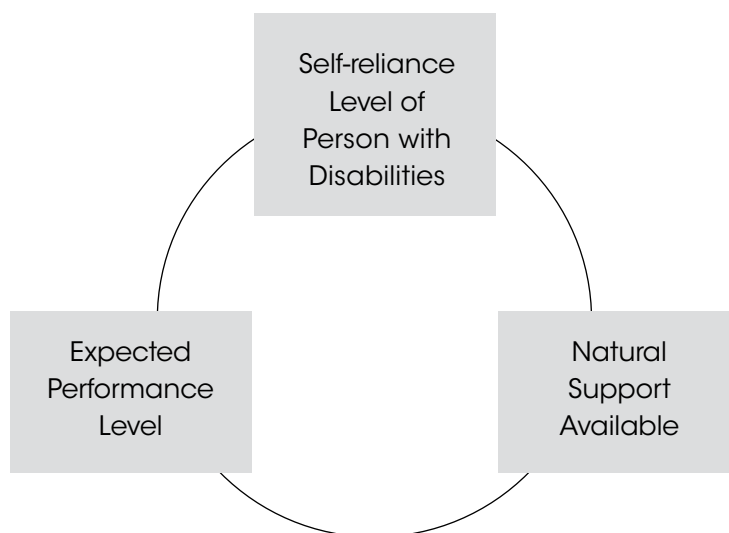 Self-reliance
Level of
Person with
Disabilities
Expected
Performance
Level
Natural
Support
Available